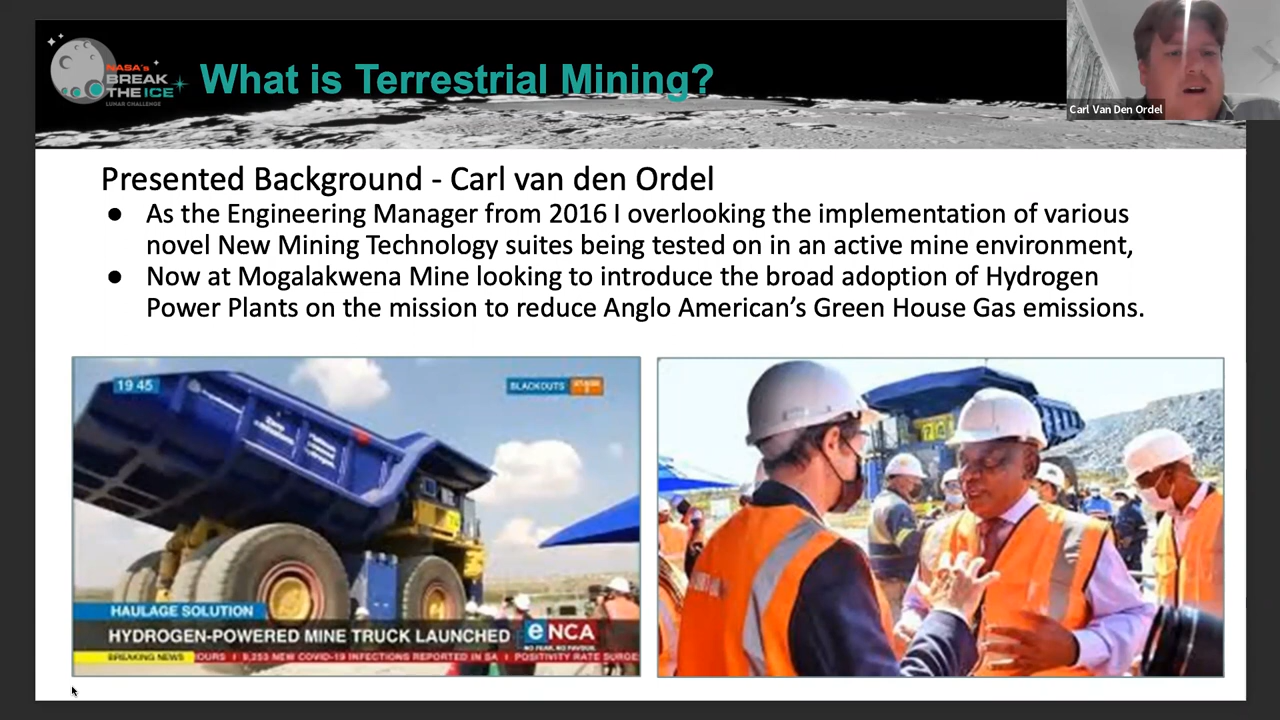 NASA's
BREAK
THE ICE
LUNAR CHALLENGE
What is Terrestrial Mining?
Carl Van Den Ordel
Presented Background - Carl van den Ordel
● As the Engineering Manager from 2016 I overlooking the implementation of various
novel New Mining Technology suites being tested on in an active mine environment,
● Now at Mogalakwena Mine looking to introduce the broad adoption of Hydrogen
Power Plants on the mission to reduce Anglo American's Green House Gas emissions.
19 45
BLACKOUTS
HAULAGE SOLUTION
HYDROGEN-POWERED MINE TRUCK LAUNCHED
eNCA
NO FEAR. NO FAVOUR.
BREAKING NEWS
OURS I 9,253 NEW COVID-19 INFECTIONS REPORTED IN SA I POSITIVITY RATE SURGE